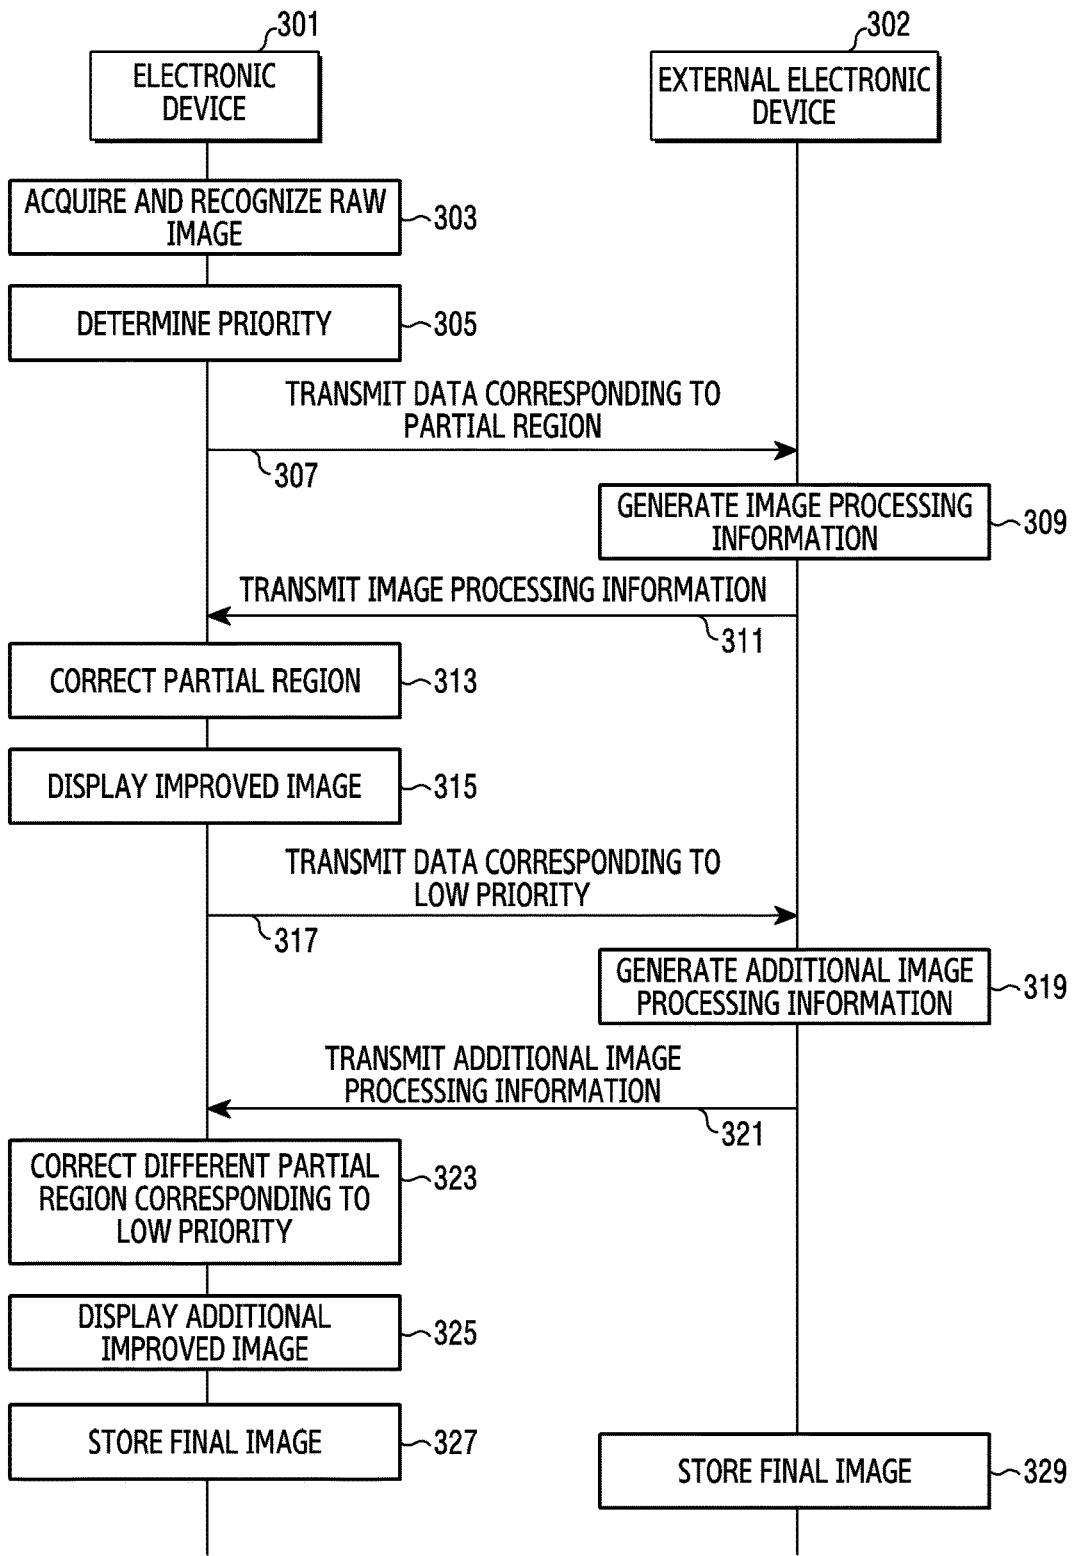 301
302
ELECTRONIC
DEVICE
EXTERNAL ELECTRONIC
DEVICE
ACQUIRE AND RECOGNIZE RAW
IMAGE
303
DETERMINE PRIORITY
305
TRANSMIT DATA CORRESPONDING TO
PARTIAL REGION
307
GENERATE IMAGE PROCESSING
INFORMATION
309
TRANSMIT IMAGE PROCESSING INFORMATION
311
CORRECT PARTIAL REGION
313
DISPLAY IMPROVED IMAGE
315
TRANSMIT DATA CORRESPONDING TO
LOW PRIORITY
317
GENERATE ADDITIONAL IMAGE
PROCESSING INFORMATION
319
TRANSMIT ADDITIONAL IMAGE
PROCESSING INFORMATION
321
CORRECT DIFFERENT PARTIAL
REGION CORRESPONDING TO
LOW PRIORITY
323
DISPLAY ADDITIONAL
IMPROVED IMAGE
325
STORE FINAL IMAGE
327
STORE FINAL IMAGE
329